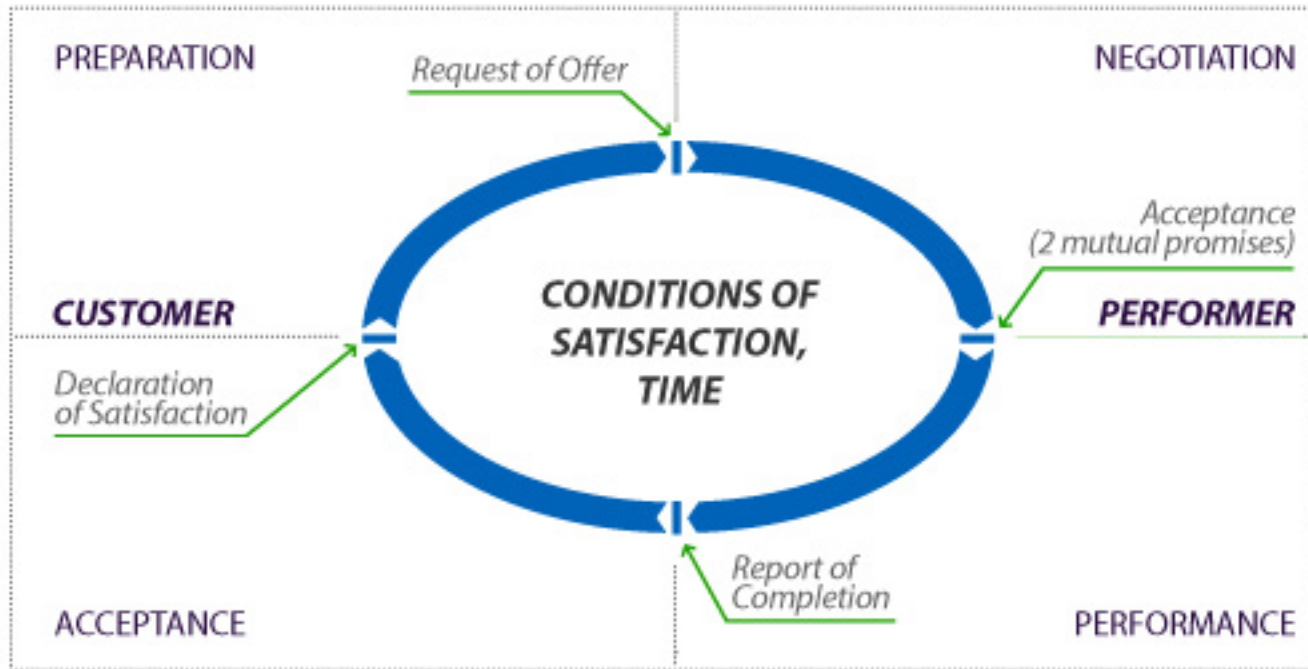 PREPARATION
NEGOTIATION
Request of Offer
Acceptance
(2 mutual promises)
CUSTOMER
CONDITIONS OF
SATISFACTION,
TIME
PERFORMER
Declaration
of Satisfaction
Report of
Completion
ACCEPTANCE
PERFORMANCE